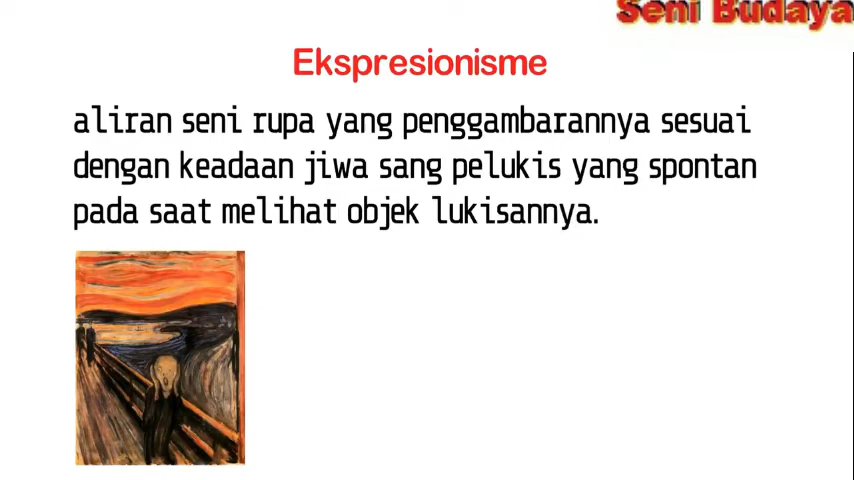 Seni Budaya
Ekspresionisme
aliran seni rupa yang penggambarannya sesuai
dengan keadaan jiwa sang pelukis yang spontan
pada saat melihat objek lukisannya.